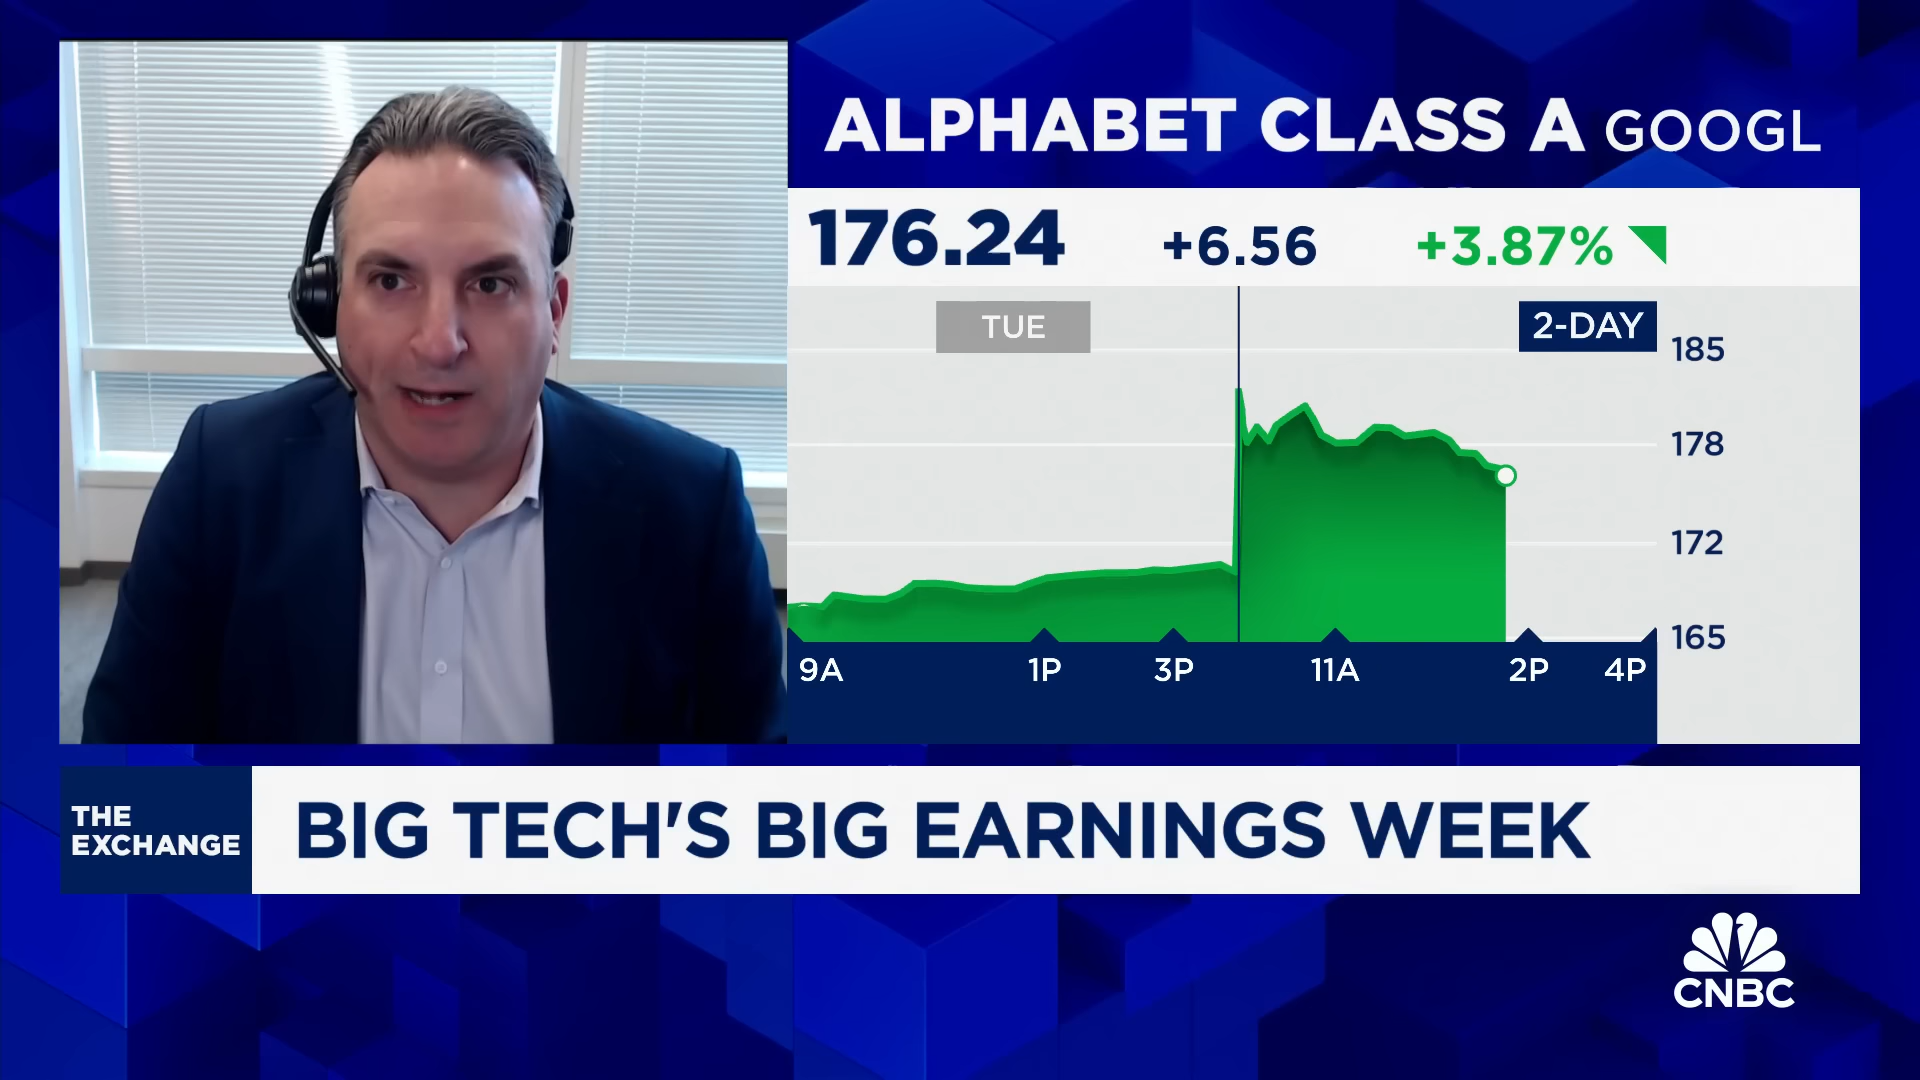 ALPHABET CLASS A GOOGL
176.24 +6.56 +3.87%
TUE
2-DAY
185
178
172
165
9A 1P 3P 11A 2P 4P
THE
EXCHANGE
BIG TECH'S BIG EARNINGS WEEK
CNBC